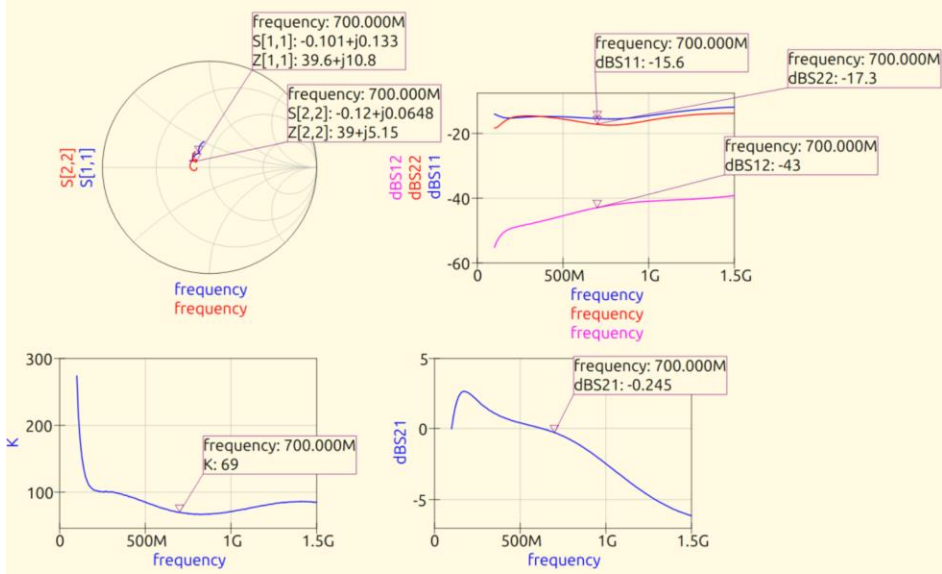 frequency: 700.000M
S[1,1]: -0.101+j0.133
Z[1,1]: 39.6+j10.8
frequency: 700.000M
S[2,2]: -0.12+j0.0648
Z[2,2]: 39+j5.15
S[2,2]
S[1,1]
frequency
frequency
frequency: 700.000M
dBS11: -15.6
frequency: 700.000M
dBS22: -17.3
frequency: 700.000M
dBS12: -43
dBS12
dBS22
dBS11
-20
-40
-60
0
500M
1G
1.5G
frequency
frequency
frequency
300
200
100
K
frequency: 700.000M
K: 69
0
500M
1G
1.5G
frequency
5
0
-5
dBS21
frequency: 700.000M
dBS21: -0.245
0
500M
1G
1.5G
frequency